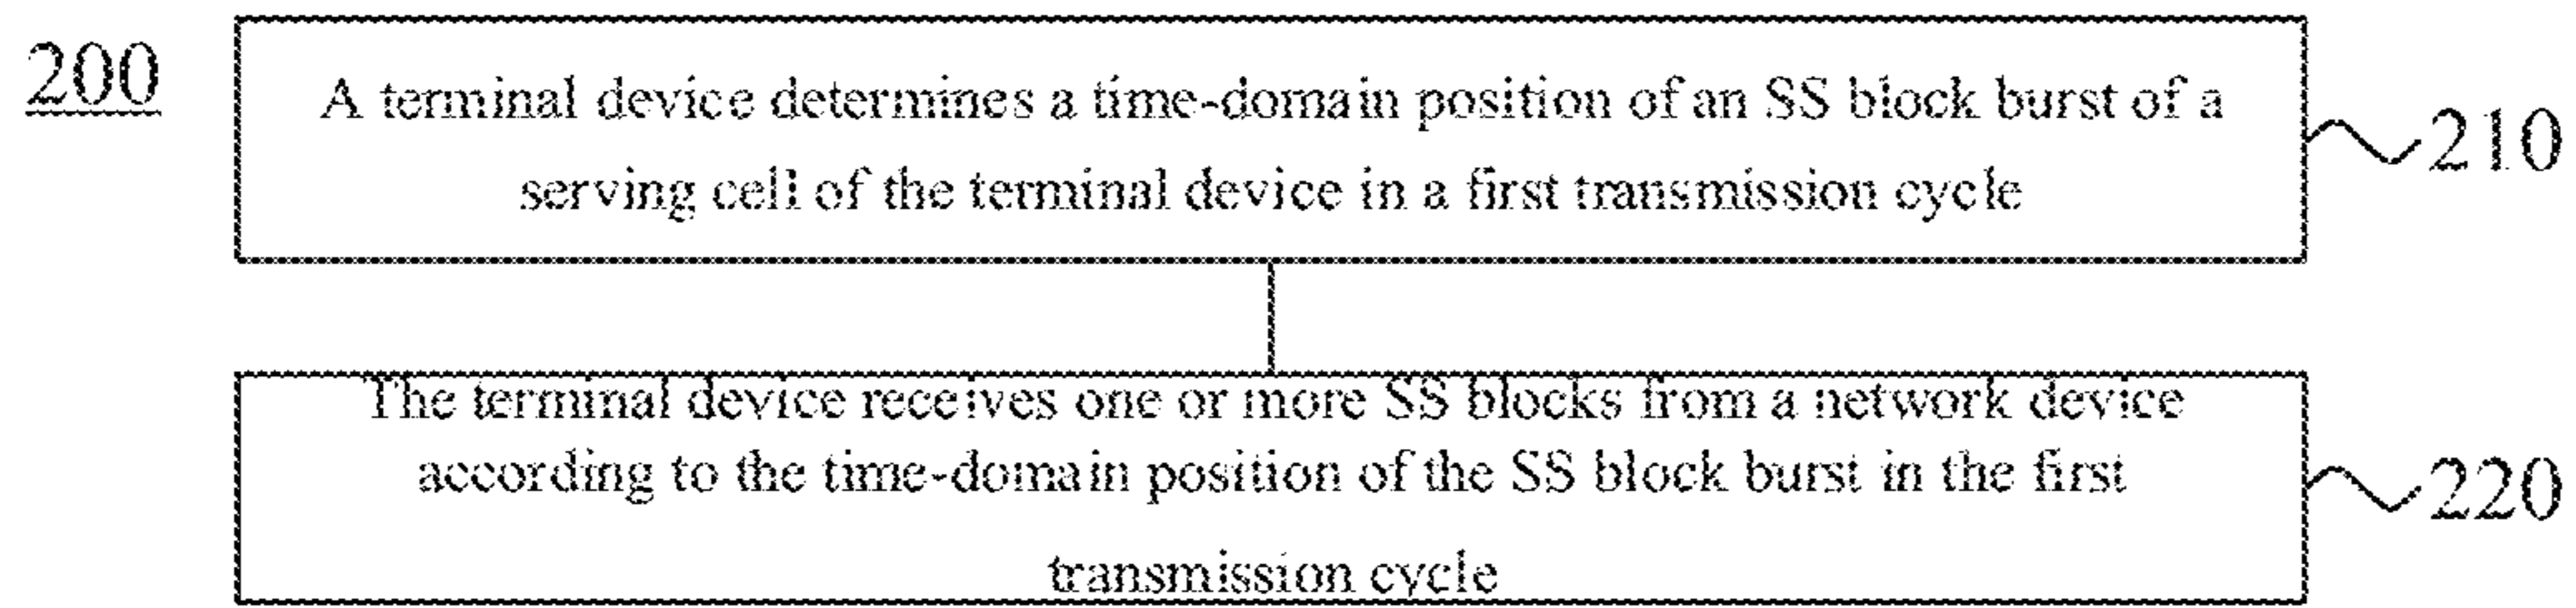 200
A terminal device determines a time-domain position of an SS block burst of a
serving cell of the terminal device in a first transmission cycle
210
The terminal device receives one or more SS blocks from a network device
according to the time-domain position of the SS block burst in the first
transmission cycle
220